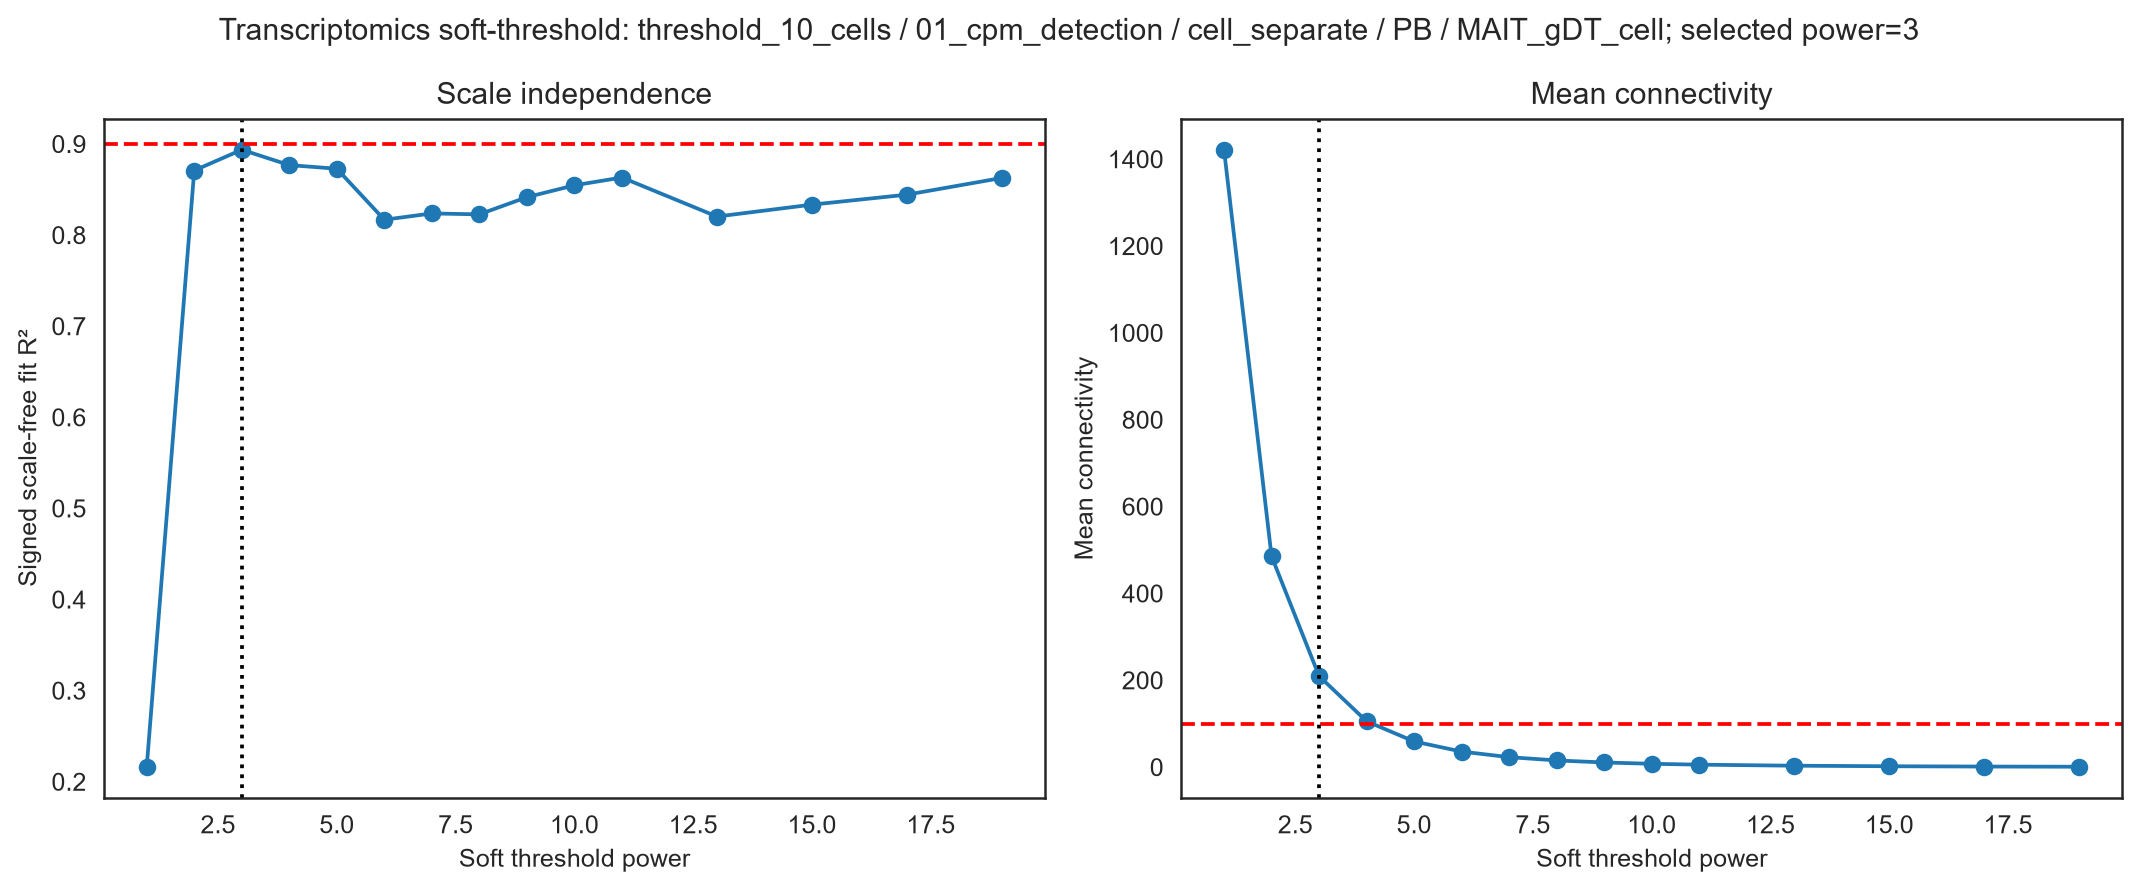 Transcriptomics soft-threshold: threshold_10_cells / 01_cpm_detection / cell_separate / PB / MAIT_gDT_cell; selected power=3
Scale independence
Signed scale-free fit R²
0.9
0.8
0.7
0.6
0.5
0.4
0.3
0.2
2.5 5.0 7.5 10.0 12.5 15.0 17.5
Soft threshold power
Mean connectivity
Mean connectivity
1400
1200
1000
800
600
400
200
0
2.5 5.0 7.5 10.0 12.5 15.0 17.5
Soft threshold power